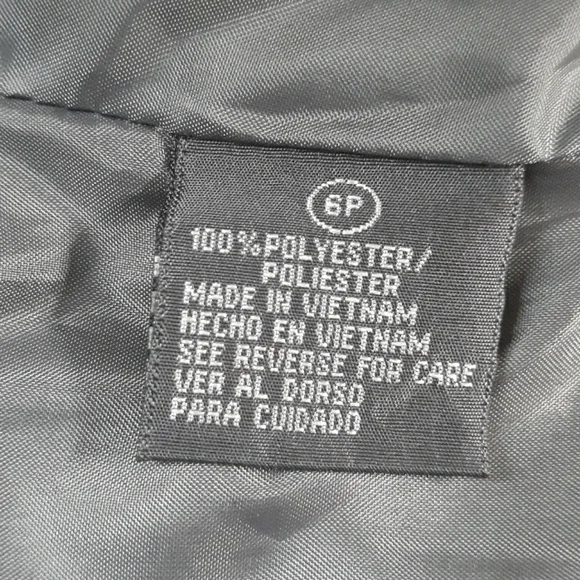 6P
100% POLYESTER/
POLIESTER
MADE IN VIETNAM
HECHO EN VIETNAM
SEE REVERSE FOR CARE
VER AL DORSO
PARA CUIDADO